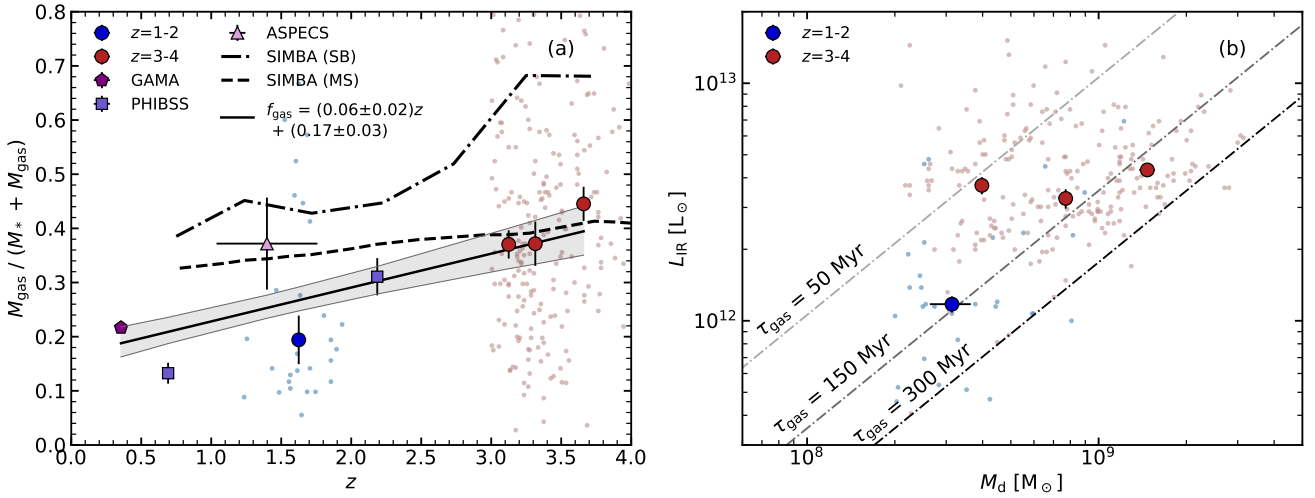 0.8
0.7
0.6
0.5
0.4
0.3
0.2
0.1
0.0
M_gas / (M_* + M_gas)
z=1-2
z=3-4
GAMA
PHIBSS
ASPECS
SIMBA (SB)
SIMBA (MS)
f_gas = (0.06±0.02)z
+ (0.17±0.03)
(a)
0.0 0.5 1.0 1.5 2.0 2.5 3.0 3.5 4.0
z
10^13
10^12
L_IR [L_⊙]
z=1-2
z=3-4
(b)
τ_gas = 50 Myr
τ_gas = 150 Myr
τ_gas = 300 Myr
10^8 10^9
M_d [M_⊙]